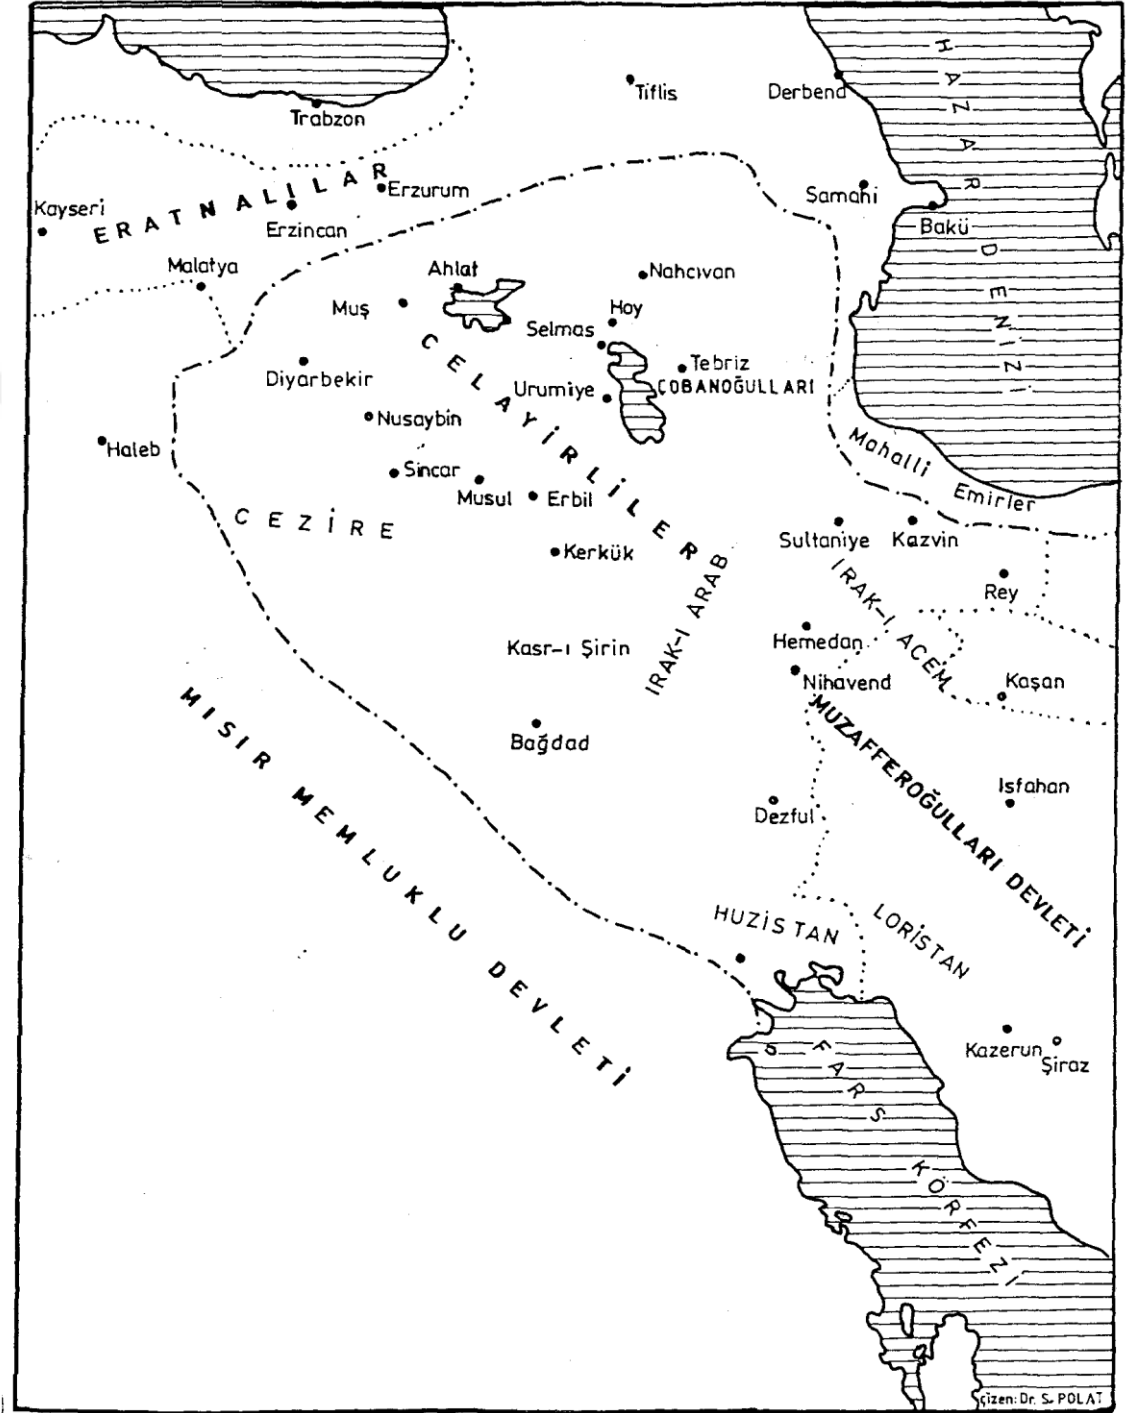 HAZAR DENİZİ
Tiflis
Derbend
Trabzon
ERATNALILAR
Erzurum
Samahi
Kayseri
Erzincan
Bakü
Malatya
Ahlat
Nahcıvan
Muş
Hoy
Selmas
CELAYİRLİLER
Tebriz
Diyarbekir
Urumiye
ÇOBANOĞULLARI
Nusaybin
Haleb
Mahalli Emirler
Sincar
Musul
Erbil
CEZİRE
Sultaniye
Kazvin
Kerkük
IRAK-I ARAB
IRAK-I ACEM
Rey
Kasr-ı Şirin
Hemedan
Nihavend
Kaşan
MISIR MEMLUKLU DEVLETİ
MUZAFFEROĞULLARI DEVLETİ
Bağdad
Isfahan
Dezful
HUZİSTAN
LORİSTAN
Kazerun
Şiraz
FARS KÖRFEZİ
çizen: Dr. S. POLAT